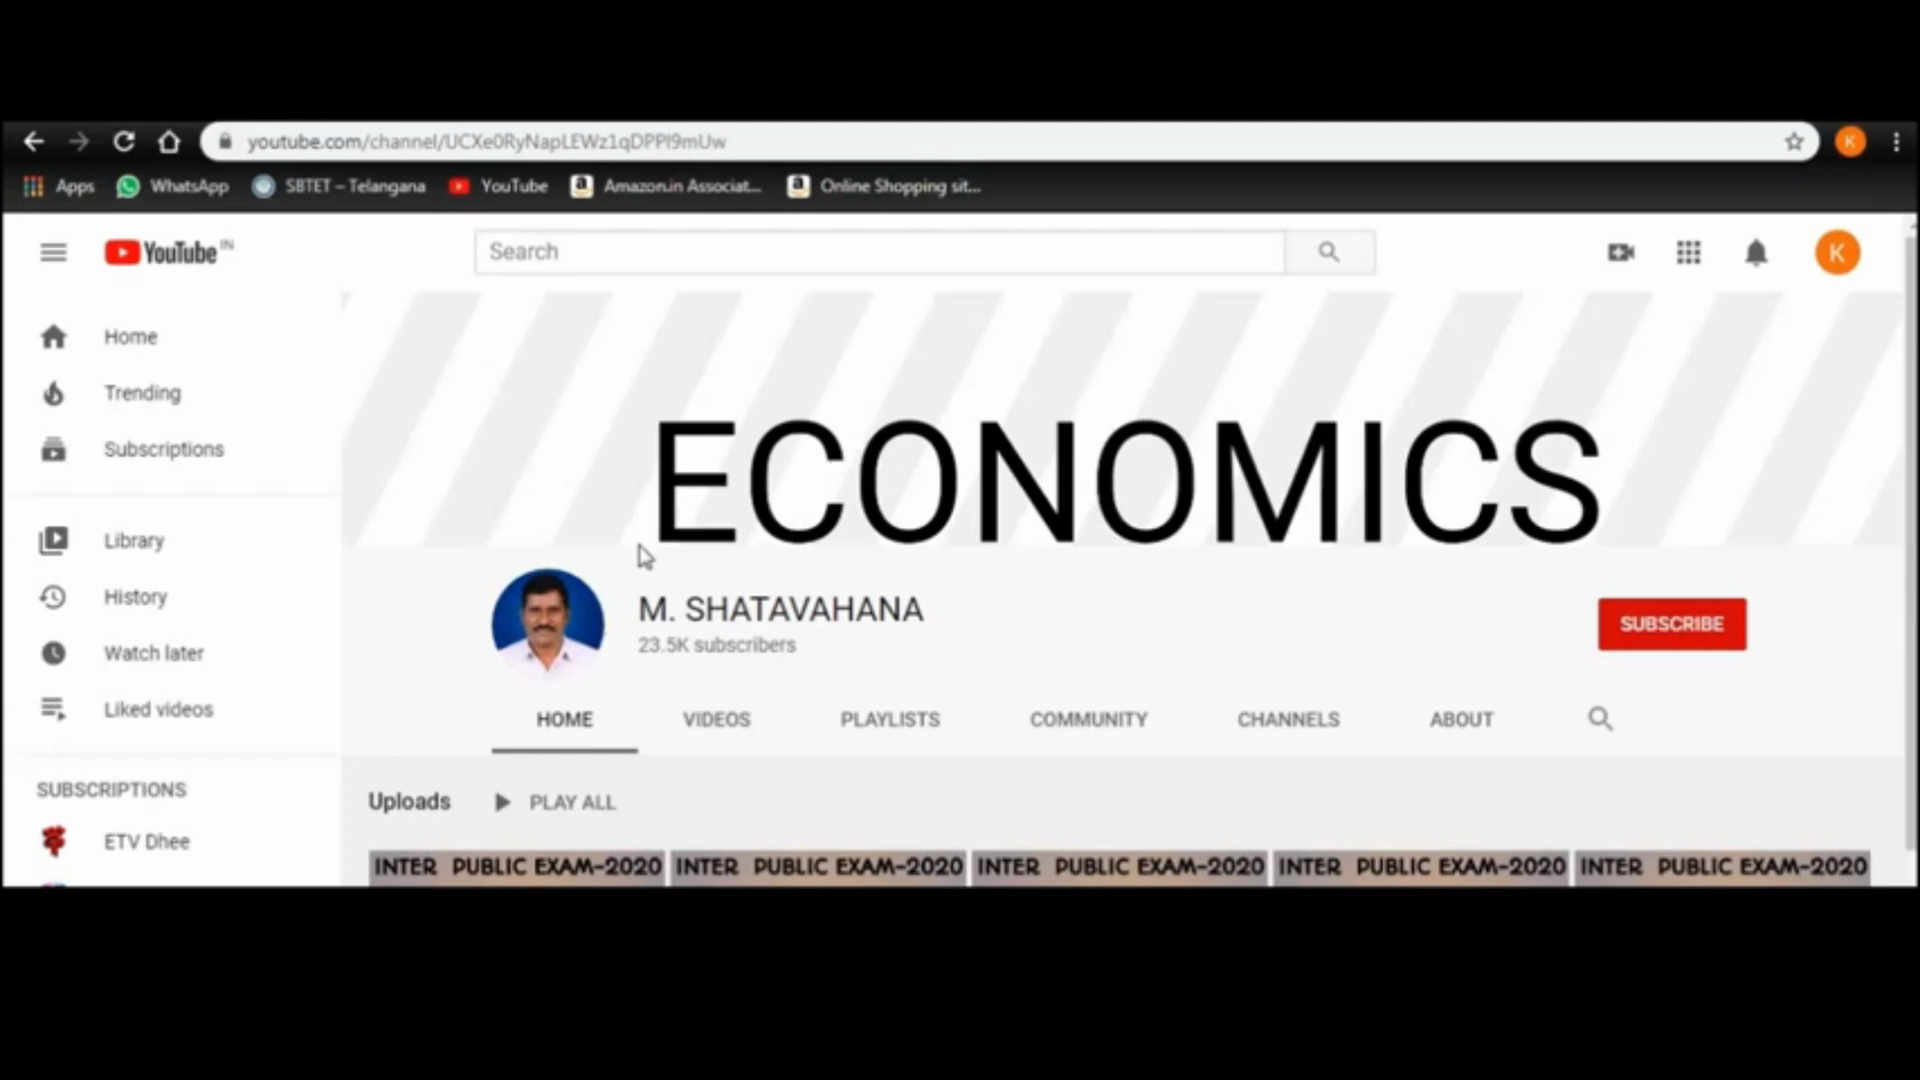 youtube.com/channel/UCXe0RyNapLEWz1qDPPI9mUw
K
Apps WhatsApp SBTET – Telangana YouTube Amazon.in Associat... Online Shopping sit...
YouTube IN
Search
K
Home
Trending
Subscriptions
ECONOMICS
Library
History
Watch later
Liked videos
M. SHATAVAHANA
23.5K subscribers
SUBSCRIBE
HOME VIDEOS PLAYLISTS COMMUNITY CHANNELS ABOUT
SUBSCRIPTIONS
ETV Dhee
Uploads PLAY ALL
INTER PUBLIC EXAM-2020 INTER PUBLIC EXAM-2020 INTER PUBLIC EXAM-2020 INTER PUBLIC EXAM-2020 INTER PUBLIC EXAM-2020